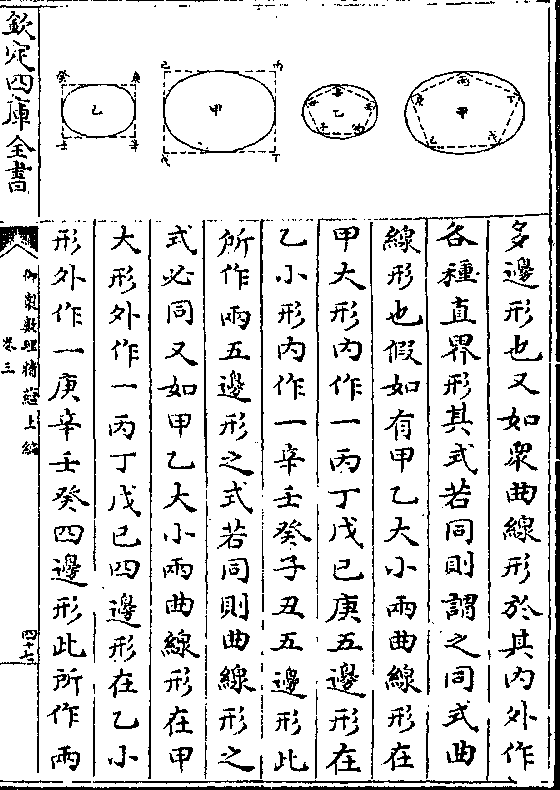 多邊形也又如衆曲線形於其内外作
各種直界形其式若同則謂之同式曲
線形也假如有甲乙大小兩曲線形在
甲大形内作一丙丁戊己庚五邊形在
乙小形内作一辛壬癸子丑五邊形此
所作兩五邊形之式若同則曲線形之
式必同又如甲乙大小兩曲線形在甲
大形外作一丙丁戊己四邊形在乙小
形外作一庚辛壬癸四邊形此所作兩
欽定四庫全書
御製數理精蘊上編
卷三
甲
乙
甲
丙
丁
戊
己
乙
庚
辛
壬
癸